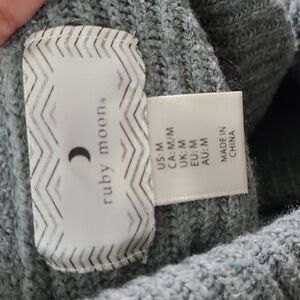 ruby moon®
US: M
CA: M/M
UK: M
EU: M
AU: M
MADE IN
CHINA